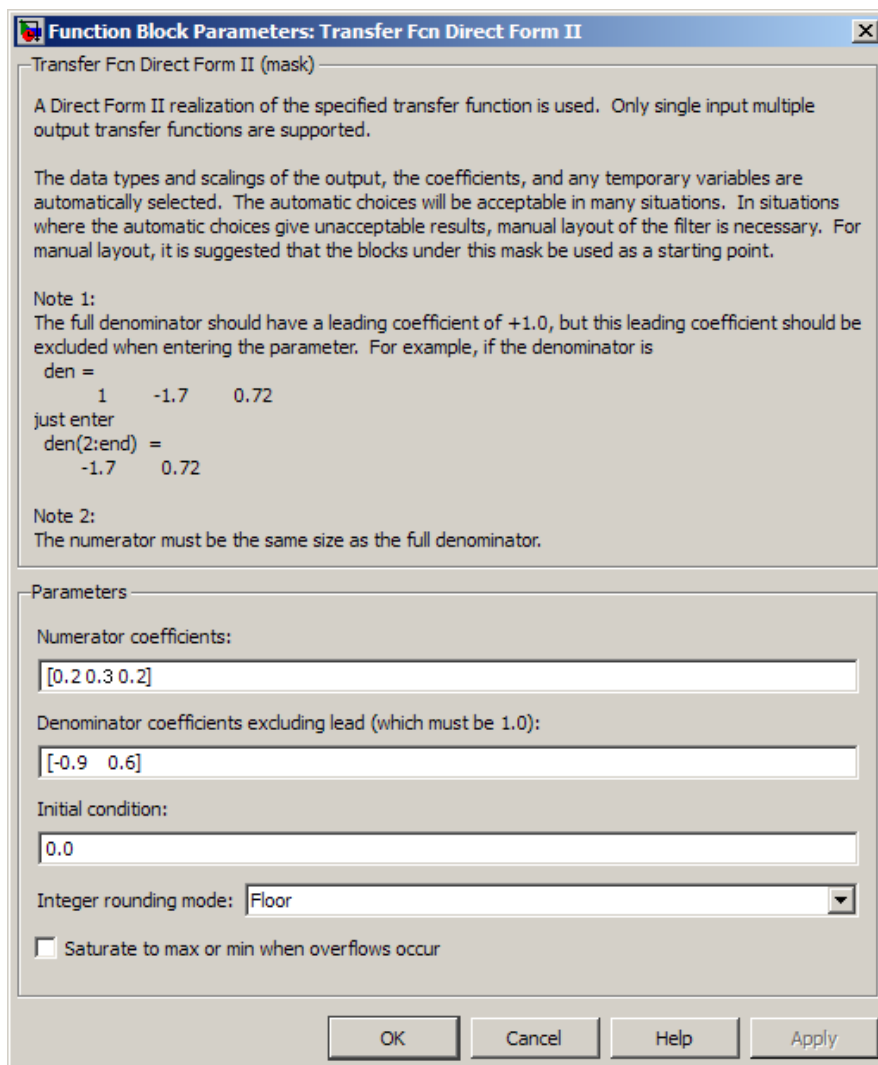 Function Block Parameters: Transfer Fcn Direct Form II
Transfer Fcn Direct Form II (mask)
A Direct Form II realization of the specified transfer function is used.  Only single input multiple
output transfer functions are supported.
The data types and scalings of the output, the coefficients, and any temporary variables are
automatically selected.  The automatic choices will be acceptable in many situations.  In situations
where the automatic choices give unacceptable results, manual layout of the filter is necessary.  For
manual layout, it is suggested that the blocks under this mask be used as a starting point.
Note 1:
The full denominator should have a leading coefficient of +1.0, but this leading coefficient should be
excluded when entering the parameter.  For example, if the denominator is
den =
1 -1.7 0.72
just enter
den(2:end) =
-1.7 0.72
Note 2:
The numerator must be the same size as the full denominator.
Parameters
Numerator coefficients:
[0.2 0.3 0.2]
Denominator coefficients excluding lead (which must be 1.0):
[-0.9 0.6]
Initial condition:
0.0
Integer rounding mode: Floor
Saturate to max or min when overflows occur
OK Cancel Help Apply